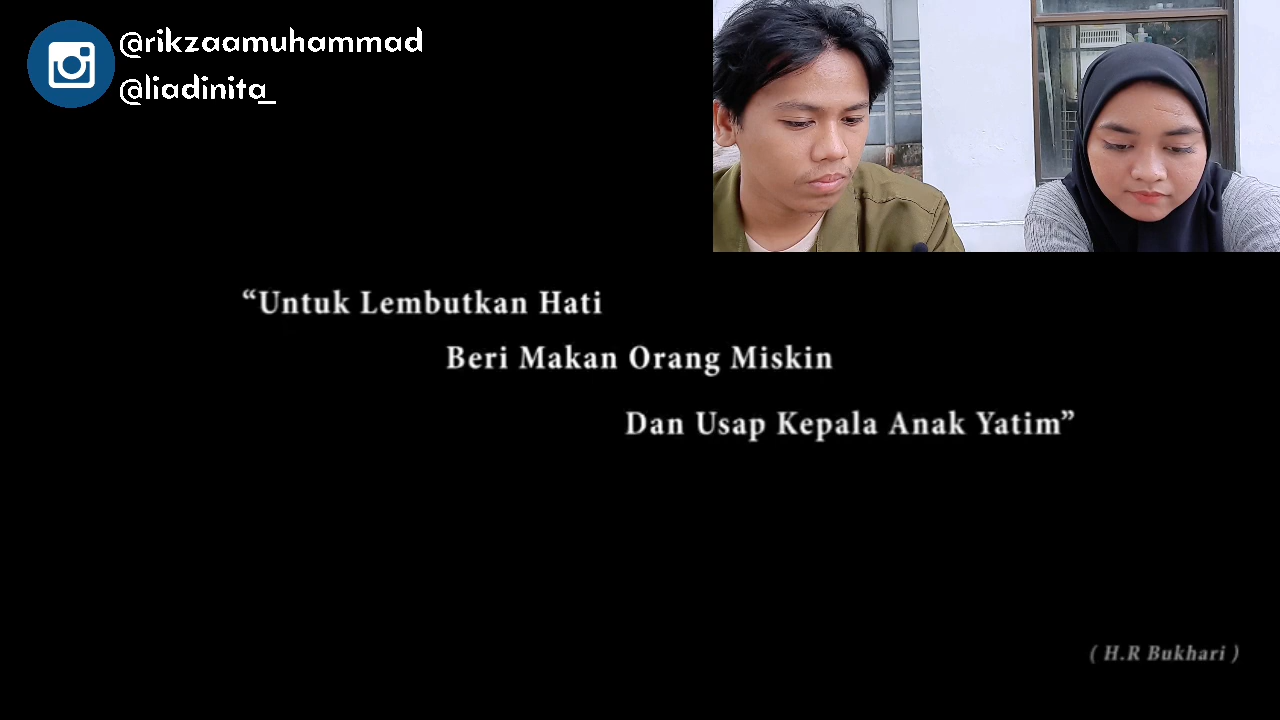 @rikzaamuhammad
@liadinita_
“Untuk Lembutkan Hati
Beri Makan Orang Miskin
Dan Usap Kepala Anak Yatim”
( H.R Bukhari )